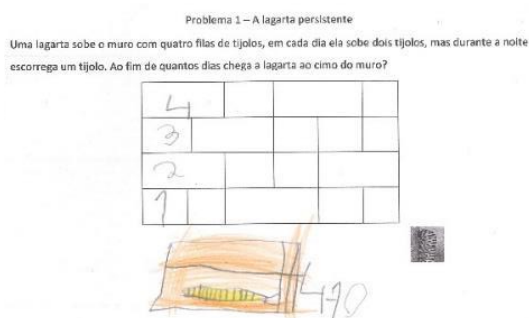 Problema 1 – A lagarta persistente
Uma lagarta sobe o muro com quatro filas de tijolos, em cada dia ela sobe dois tijolos, mas durante a noite
escorrega um tijolo. Ao fim de quantos dias chega a lagarta ao cimo do muro?
4
3
2
1